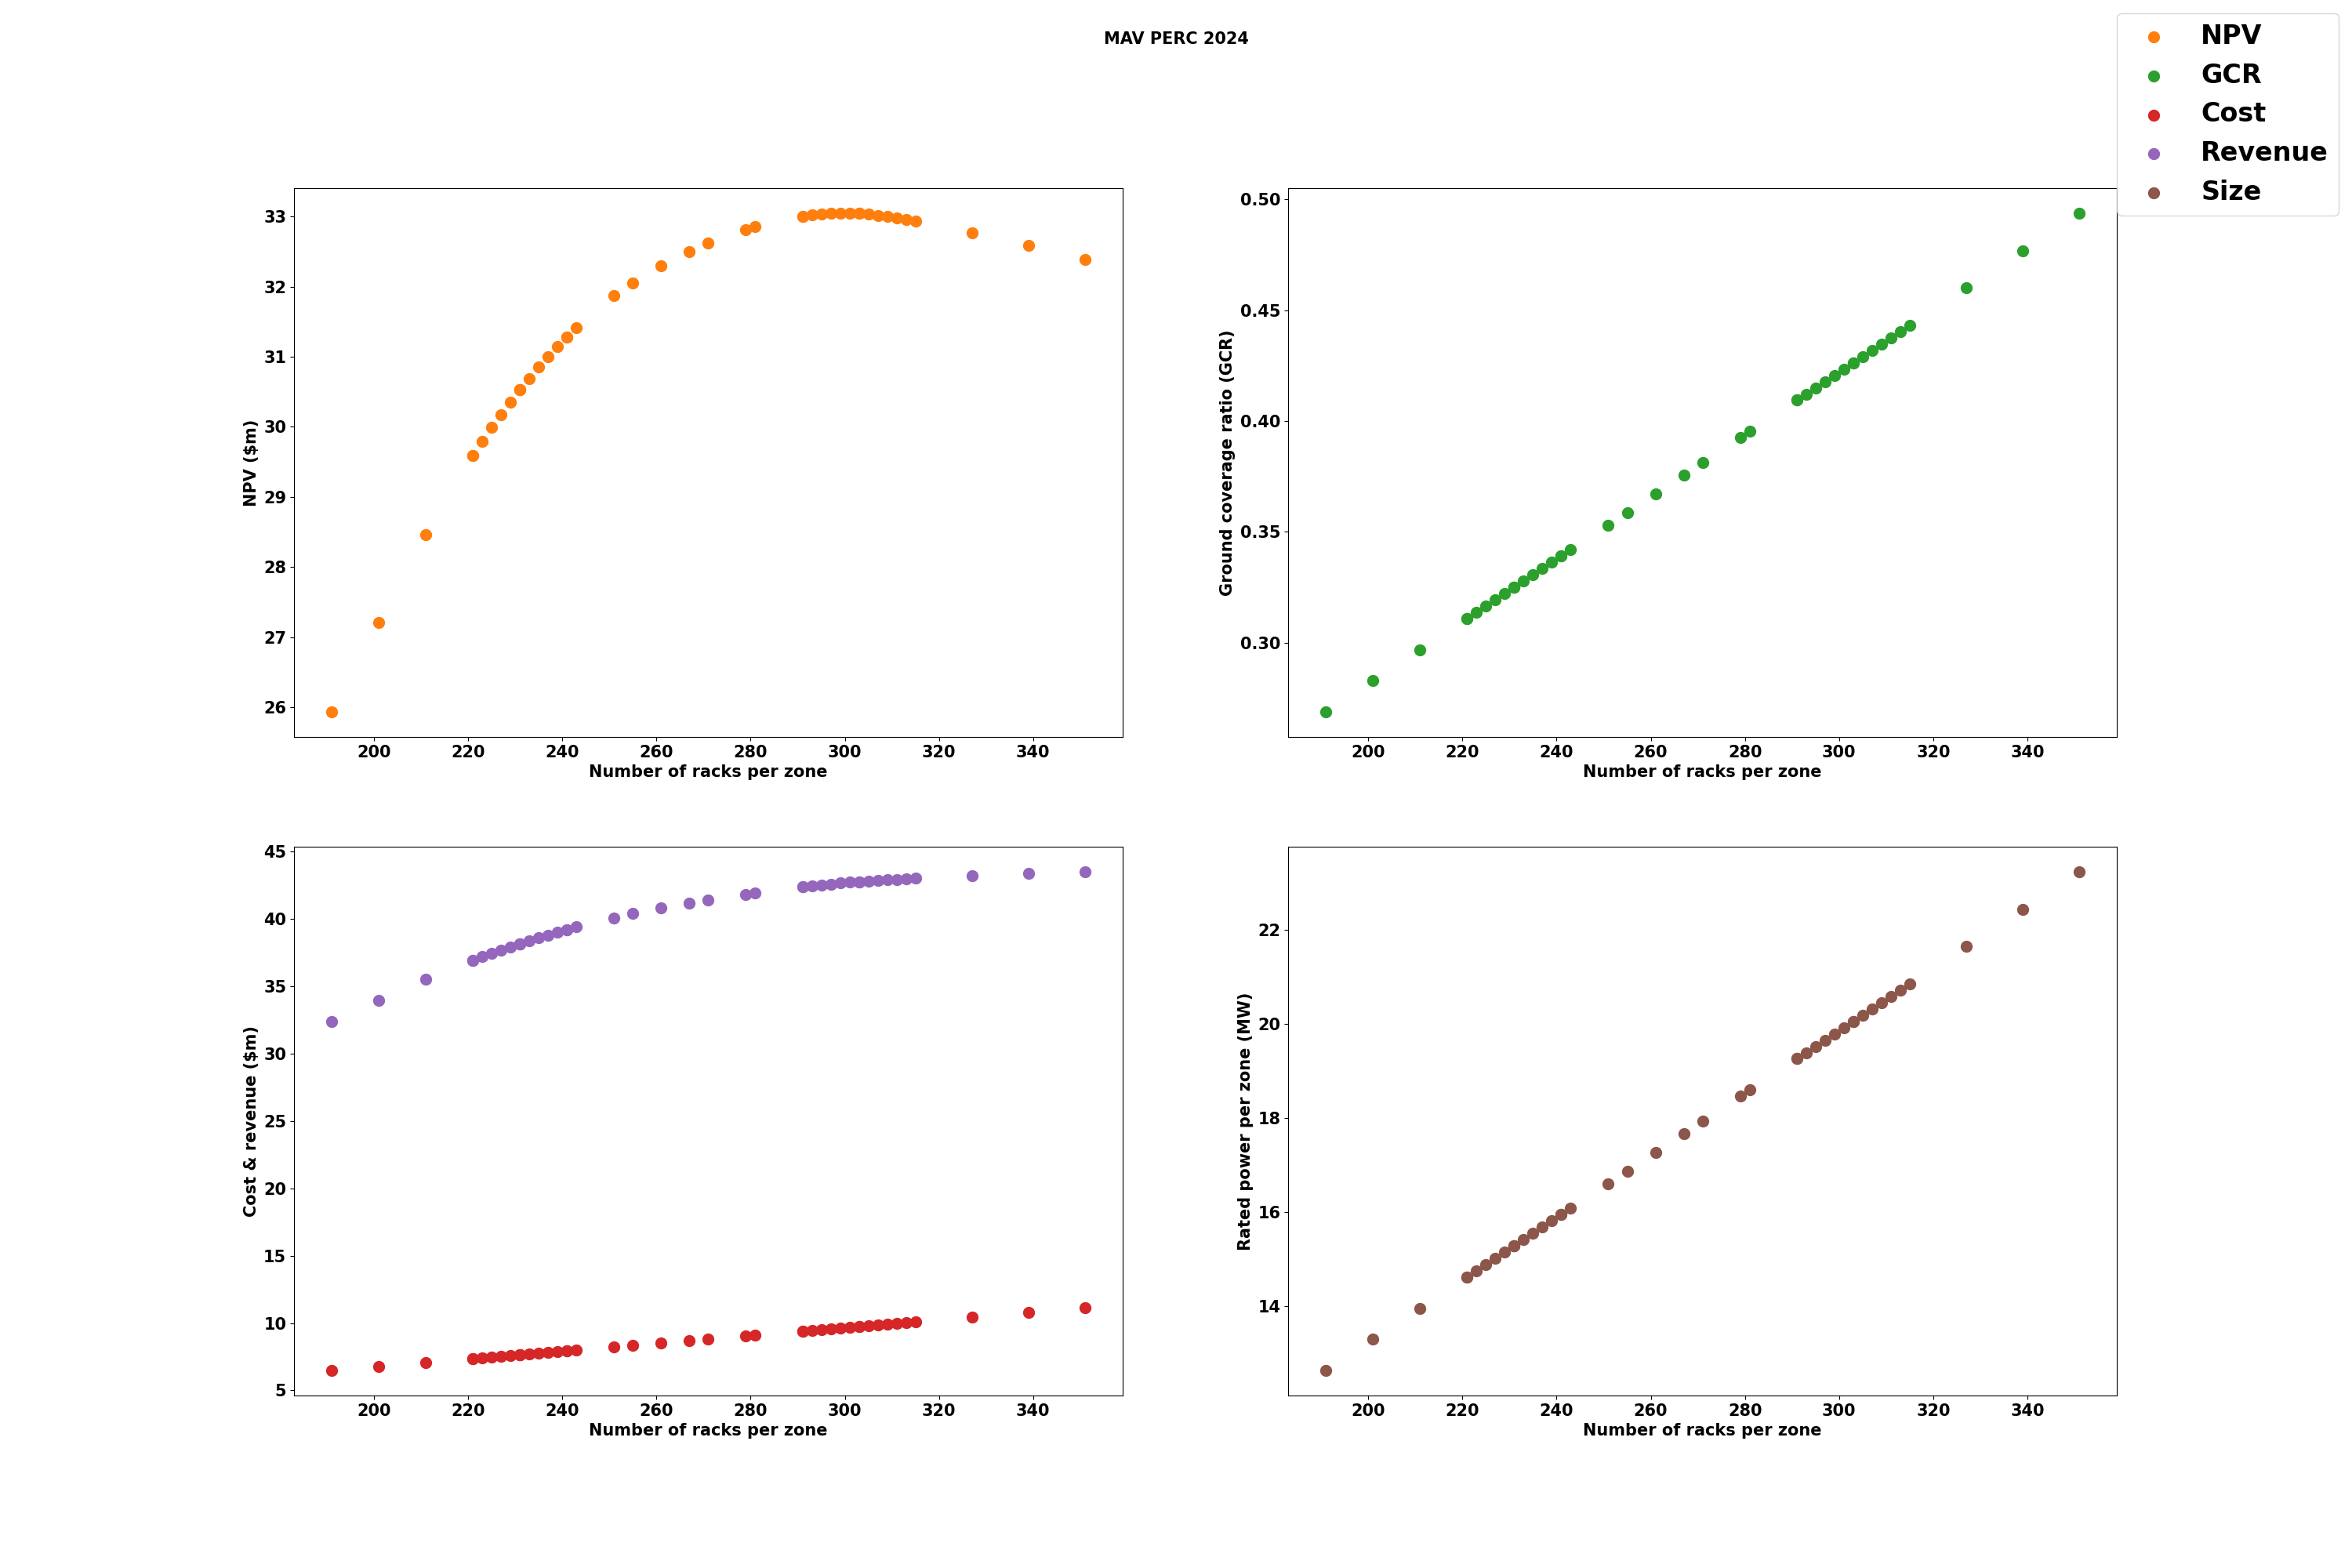 MAV PERC 2024
NPV
GCR
Cost
Revenue
Size
NPV ($m)
33
32
31
30
29
28
27
26
200 220 240 260 280 300 320 340
Number of racks per zone
Ground coverage ratio (GCR)
0.50
0.45
0.40
0.35
0.30
200 220 240 260 280 300 320 340
Number of racks per zone
Cost & revenue ($m)
45
40
35
30
25
20
15
10
5
200 220 240 260 280 300 320 340
Number of racks per zone
Rated power per zone (MW)
22
20
18
16
14
200 220 240 260 280 300 320 340
Number of racks per zone